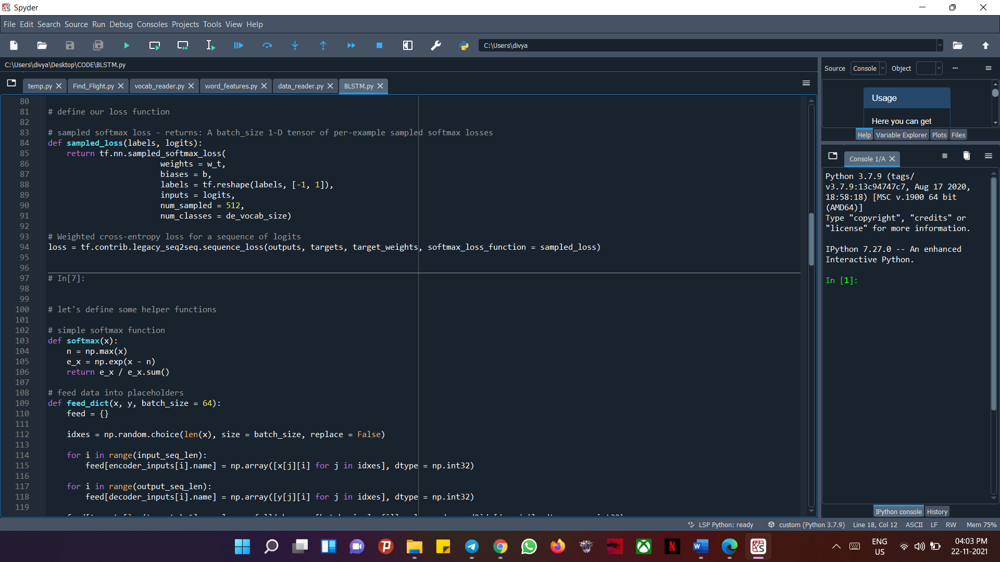 Spyder
File Edit Search Source Run Debug Consoles Projects Tools View Help
C:\Users\divya
C:\Users\divya\Desktop\CODE\BLSTM.py
temp.py Find_Flight.py vocab_reader.py word_features.py data_reader.py BLSTM.py
80
81 # define our loss function
82
83 # sampled softmax loss - returns: A batch_size 1-D tensor of per-example sampled softmax losses
84 def sampled_loss(labels, logits):
85     return tf.nn.sampled_softmax_loss(
86                         weights = w_t,
87                         biases = b,
88                         labels = tf.reshape(labels, [-1, 1]),
89                         inputs = logits,
90                         num_sampled = 512,
91                         num_classes = de_vocab_size)
92
93 # Weighted cross-entropy loss for a sequence of logits
94 loss = tf.contrib.legacy_seq2seq.sequence_loss(outputs, targets, target_weights, softmax_loss_function = sampled_loss)
95
96
97 # In[7]:
98
99
100 # let's define some helper functions
101
102 # simple softmax function
103 def softmax(x):
104     n = np.max(x)
105     e_x = np.exp(x - n)
106     return e_x / e_x.sum()
107
108 # feed data into placeholders
109 def feed_dict(x, y, batch_size = 64):
110     feed = {}
111
112     idxes = np.random.choice(len(x), size = batch_size, replace = False)
113
114     for i in range(input_seq_len):
115         feed[encoder_inputs[i].name] = np.array([x[j][i] for j in idxes], dtype = np.int32)
116
117     for i in range(output_seq_len):
118         feed[decoder_inputs[i].name] = np.array([y[j][i] for j in idxes], dtype = np.int32)
119
Source Console Object
Usage
Here you can get
Help Variable Explorer Plots Files
Console 1/A
Python 3.7.9 (tags/
v3.7.9:13c94747c7, Aug 17 2020,
18:58:18) [MSC v.1900 64 bit
(AMD64)]
Type "copyright", "credits" or
"license" for more information.
IPython 7.27.0 -- An enhanced
Interactive Python.
In [1]:
IPython console History
LSP Python: ready custom (Python 3.7.9) Line 18, Col 12 ASCII LF RW Mem 75%
ENG
US
04:03 PM
22-11-2021